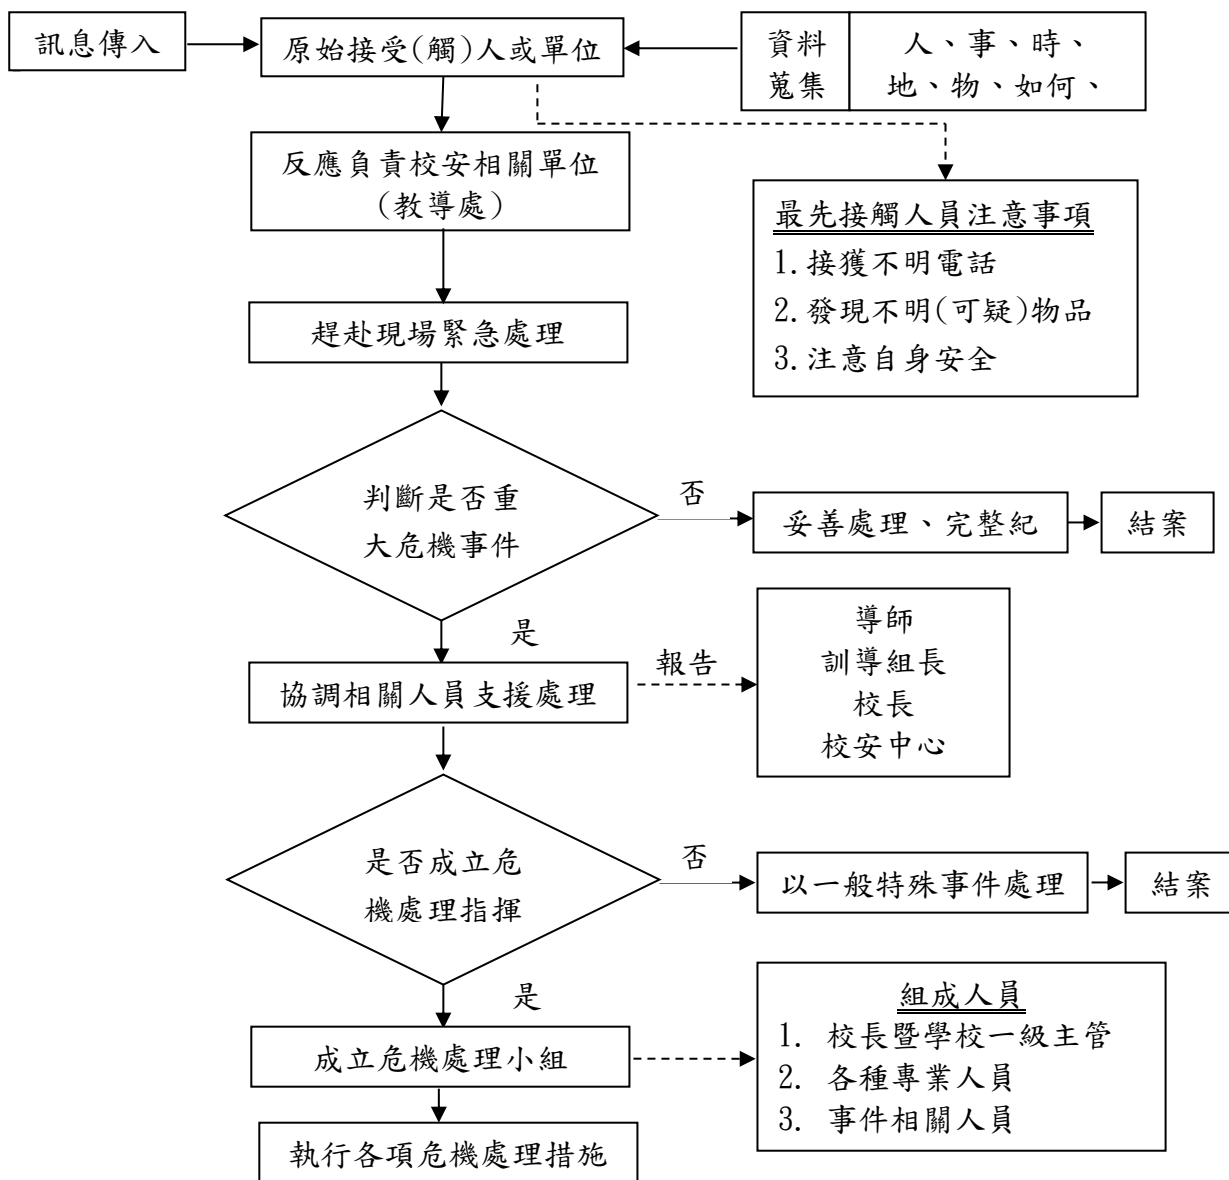 訊息傳入
原始接受(觸)人或單位
資料
蒐集
人、事、時、
地、物、如何、
反應負責校安相關單位
(教導處)
最先接觸人員注意事項
1.接獲不明電話
2.發現不明(可疑)物品
3.注意自身安全
趕赴現場緊急處理
判斷是否重
大危機事件
否
妥善處理、完整紀
結案
是
協調相關人員支援處理
報告
導師
訓導組長
校長
校安中心
是否成立危
機處理指揮
否
以一般特殊事件處理
結案
是
成立危機處理小組
組成人員
1. 校長暨學校一級主管
2. 各種專業人員
3. 事件相關人員
執行各項危機處理措施